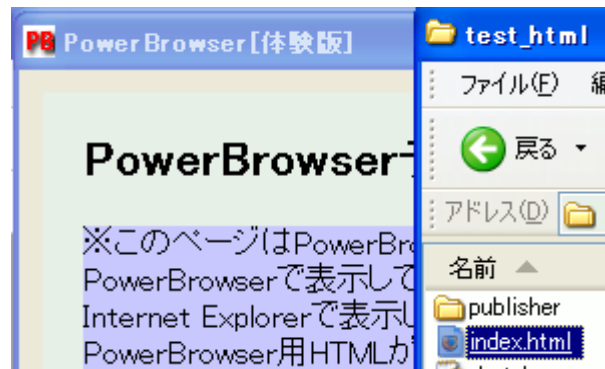 PB PowerBrowser[体験版]
PowerBrowser
※このページはPowerBr
PowerBrowserで表示して
Internet Explorerで表示し
PowerBrowser用HTMLが
test_html
ファイル(F)
戻る
アドレス(D)
名前
publisher
index.html